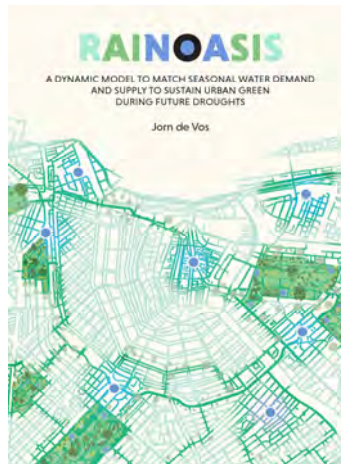 RAINOASIS
A DYNAMIC MODEL TO MATCH SEASONAL WATER DEMAND
AND SUPPLY TO SUSTAIN URBAN GREEN
DURING FUTURE DROUGHTS
Jorn de Vos